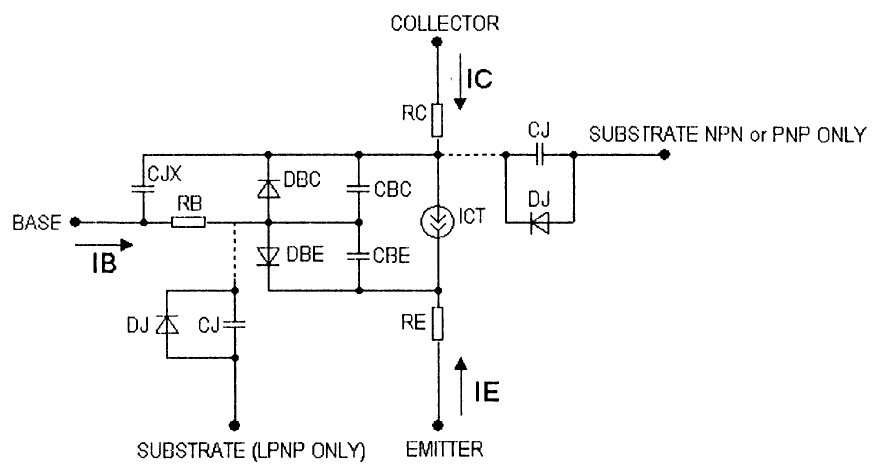 COLLECTOR
IC
RC
CJ
SUBSTRATE NPN or PNP ONLY
CJX
DBC
CBC
RB
DJ
ICT
BASE
IB
DBE
CBE
DJ
CJ
RE
IE
SUBSTRATE (LPNP ONLY)
EMITTER